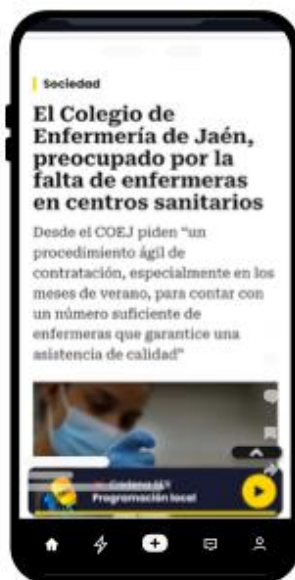 Sociedad
El Colegio de
Enfermería de Jaén,
preocupado por la
falta de enfermeras
en centros sanitarios
Desde el COEJ piden “un
procedimiento ágil de
contratación, especialmente en los
meses de verano, para contar con
un número suficiente de
enfermeras que garantice una
asistencia de calidad”
Cadena SER
Programación local